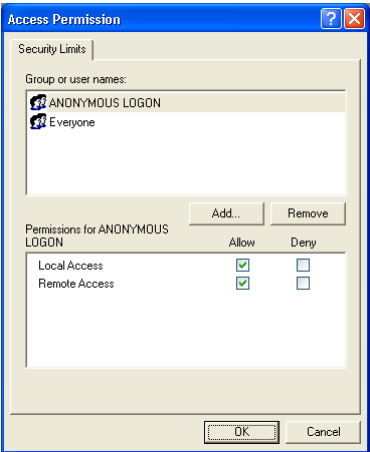 Access Permission
Security Limits
Group or user names:
ANONYMOUS LOGON
Everyone
Add... Remove
Permissions for ANONYMOUS
LOGON Allow Deny
Local Access
Remote Access
OK Cancel